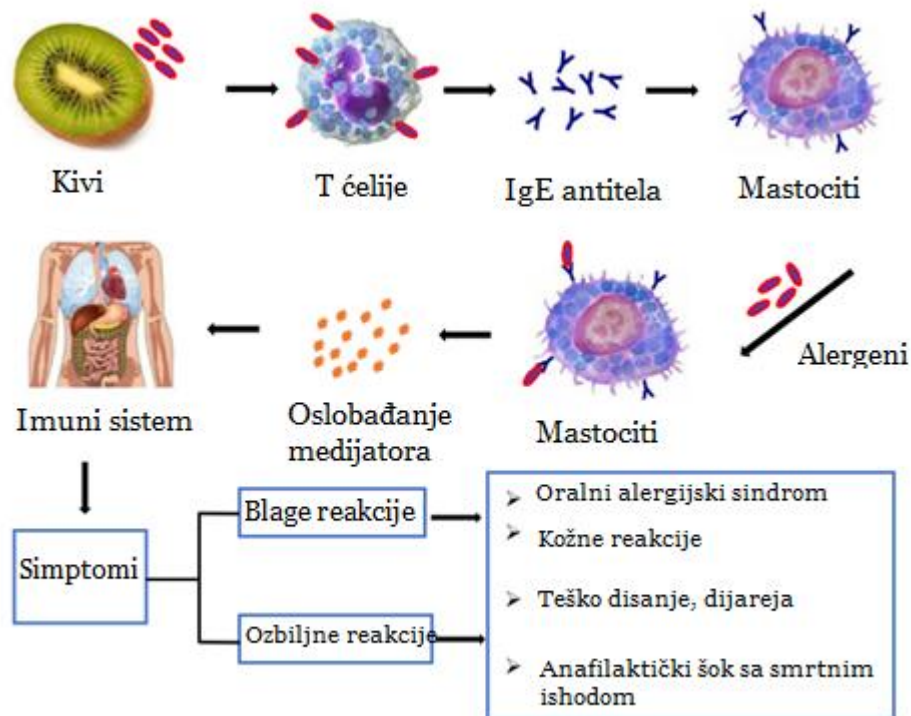 Kivi
T ćelije
IgE antitela
Mastociti
Alergeni
Mastociti
Oslobađanje
medijatora
Imuni sistem
Simptomi
Blage reakcije
Ozbiljne reakcije
Oralni alergijski sindrom
Kožne reakcije
Teško disanje, dijareja
Anafilaktički šok sa smrtnim
ishodom